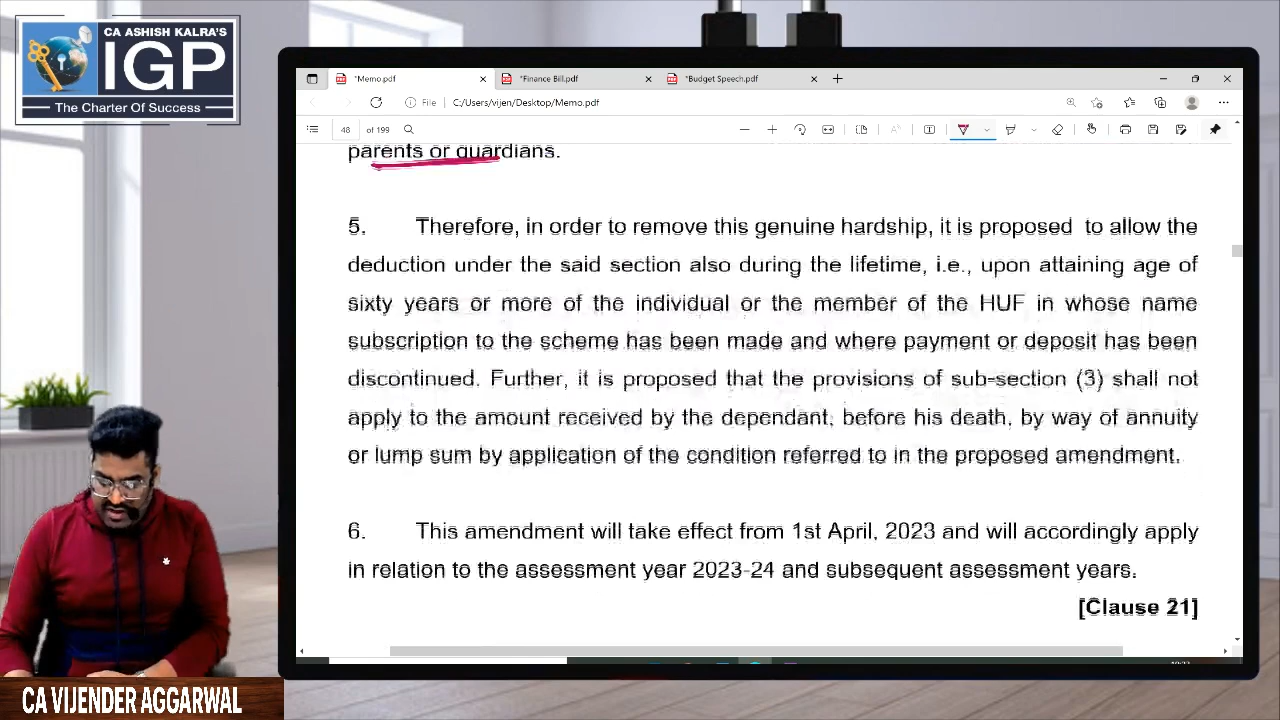 CA ASHISH KALRA'S
IGP
The Charter Of Success
*Memo.pdf
*Finance Bill.pdf
*Budget Speech.pdf
File
C:/Users/vijen/Desktop/Memo.pdf
48
of 199
parents or guardians.
5. Therefore, in order to remove this genuine hardship, it is proposed to allow the
deduction under the said section also during the lifetime, i.e., upon attaining age of
sixty years or more of the individual or the member of the HUF in whose name
subscription to the scheme has been made and where payment or deposit has been
discontinued. Further, it is proposed that the provisions of sub-section (3) shall not
apply to the amount received by the dependant, before his death, by way of annuity
or lump sum by application of the condition referred to in the proposed amendment.
6. This amendment will take effect from 1st April, 2023 and will accordingly apply
in relation to the assessment year 2023-24 and subsequent assessment years.
[Clause 21]
CA VIJENDER AGGARWAL